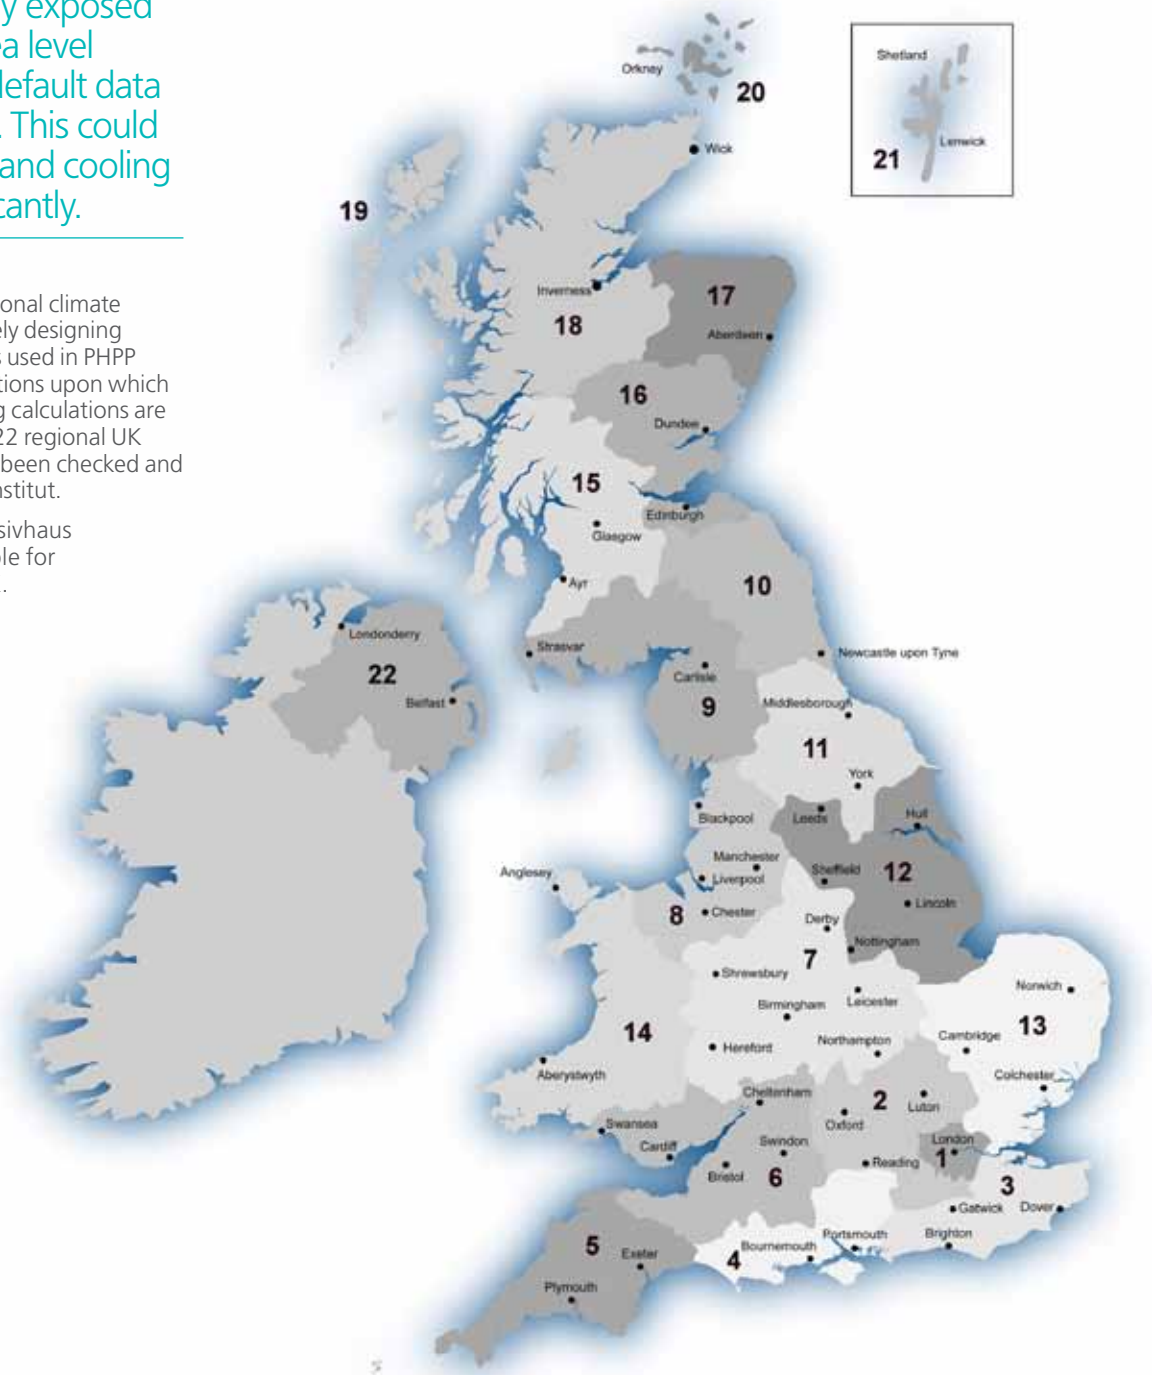 y exposed
ea level
default data
. This could
and cooling
cantly.
onal climate
ely designing
s used in PHPP
tions upon which
g calculations are
22 regional UK
been checked and
nstitut.
sivhaus
ole for
.
Orkney
20
Shetland
Lerwick
21
Wick
19
Inverness
18
17
Aberdeen
16
Dundee
15
Edinburgh
Glasgow
Ayr
10
Londonderry
Strasvar
Newcastle upon Tyne
22
Carlisle
Belfast
9
Middlesborough
11
York
Blackpool
Leeds
Hull
Manchester
Anglesey
Liverpool
Sheffield
12
8
Chester
Derby
Lincoln
Nottingham
7
Shrewsbury
Norwich
Birmingham
Leicester
14
Hereford
Northampton
Cambridge
13
Aberystwyth
Colchester
Cheltenham
2
Luton
Oxford
Swansea
Cardiff
Swindon
London
1
Reading
Bristol
6
3
Gatwick
Dover
5
Exeter
4
Bournemouth
Portsmouth
Brighton
Plymouth